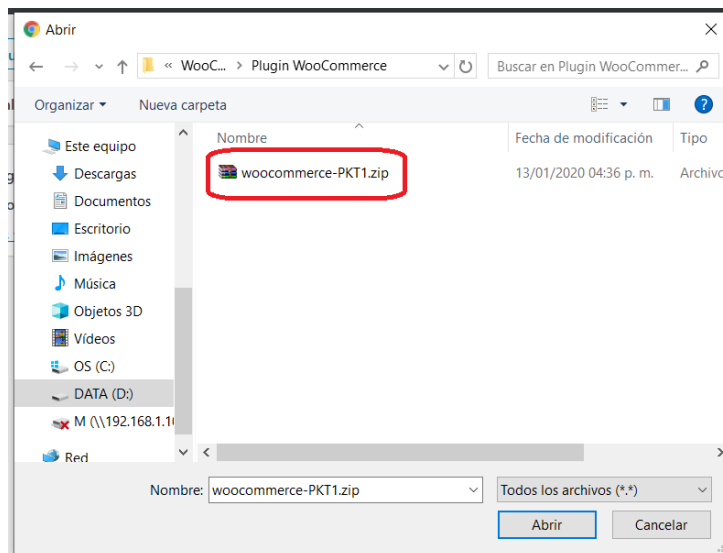 Abrir
« WooC... > Plugin WooCommerce
Buscar en Plugin WooCommer...
Organizar
Nueva carpeta
?
Este equipo
Descargas
Documentos
Escritorio
Imágenes
Música
Objetos 3D
Vídeos
OS (C:)
DATA (D:)
M (\\192.168.1.1
Red
Nombre
Fecha de modificación
Tipo
woocommerce-PKT1.zip
13/01/2020 04:36 p. m.
Archivo
Nombre:
woocommerce-PKT1.zip
Todos los archivos (*.*)
Abrir
Cancelar